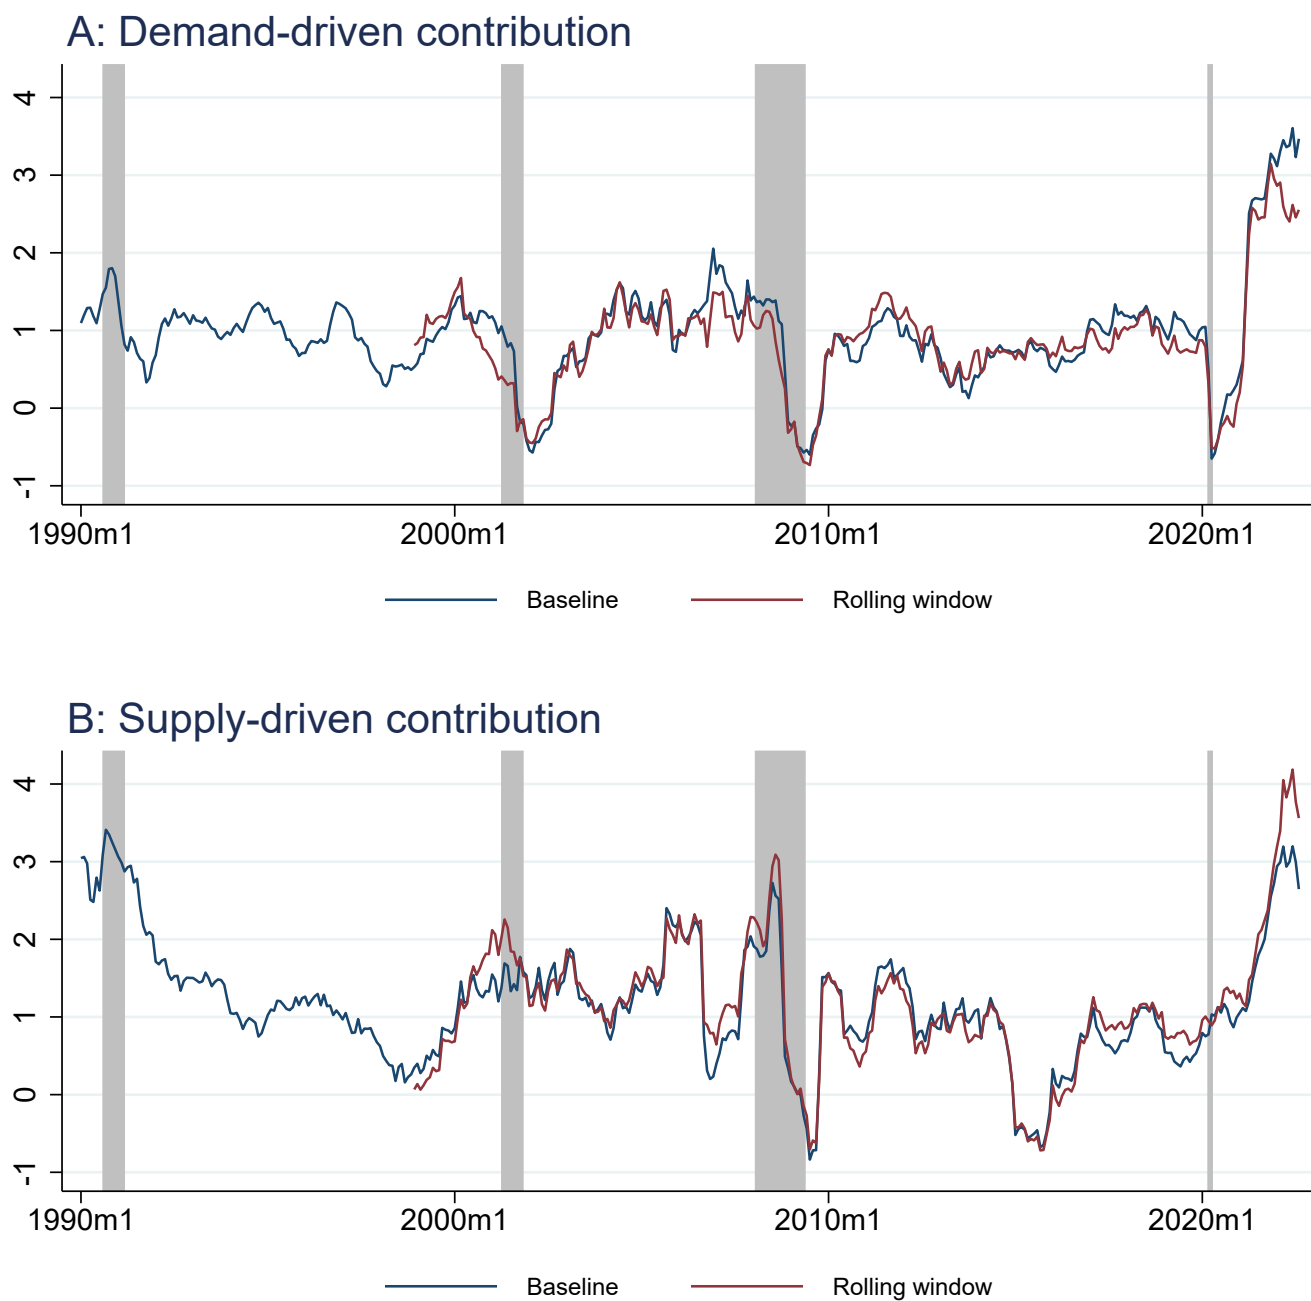 A: Demand-driven contribution
4
3
2
1
0
-1
1990m1 2000m1 2010m1 2020m1
Baseline Rolling window
B: Supply-driven contribution
4
3
2
1
0
-1
1990m1 2000m1 2010m1 2020m1
Baseline Rolling window